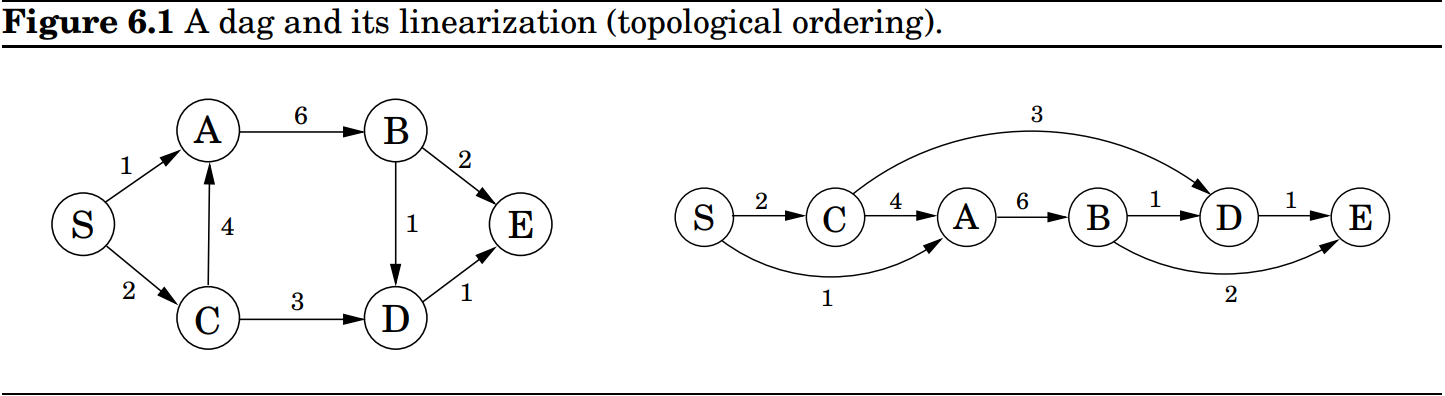 Figure 6.1 A dag and its linearization (topological ordering).
A 6 B
1 2
S 4 1 E
2 3 1
C D
3
S 2 C 4 A 6 B 1 D 1 E
1 2